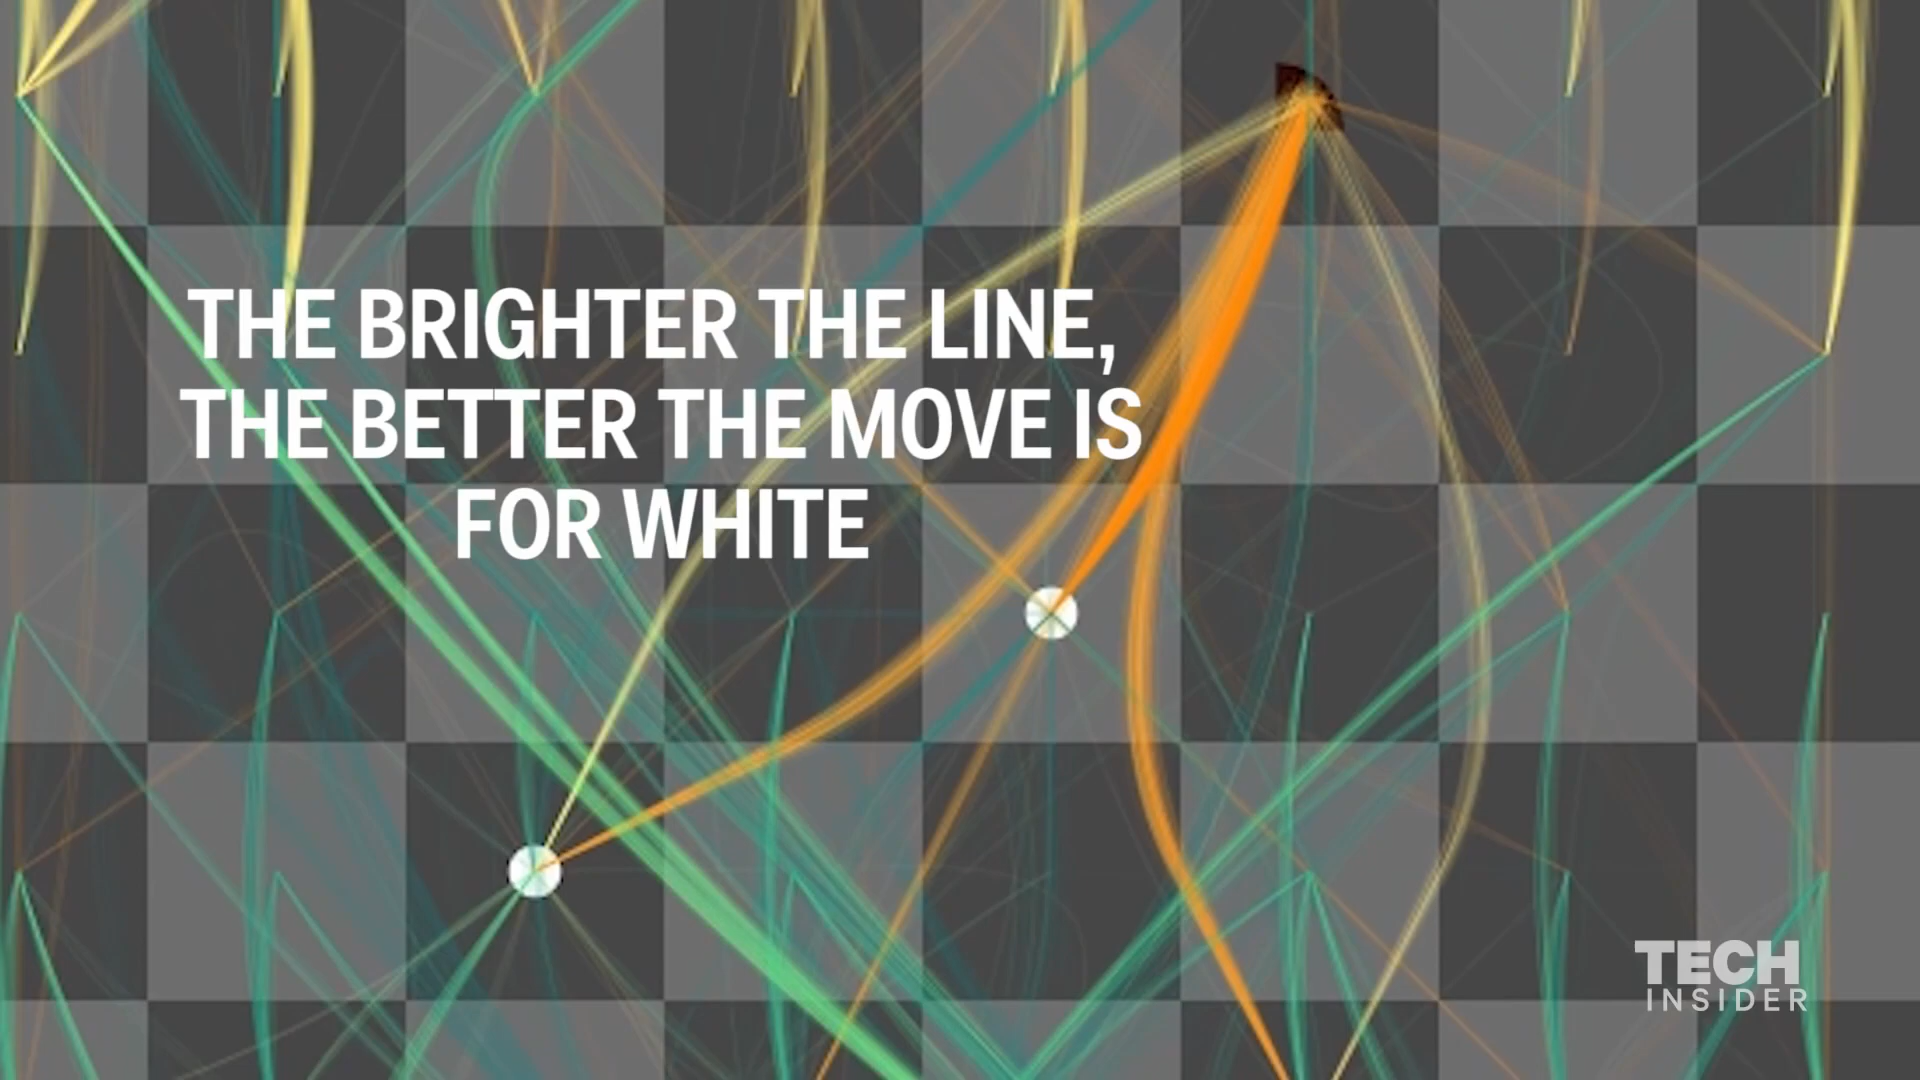 THE BRIGHTER THE LINE,
THE BETTER THE MOVE IS
FOR WHITE
TECH
INSIDER